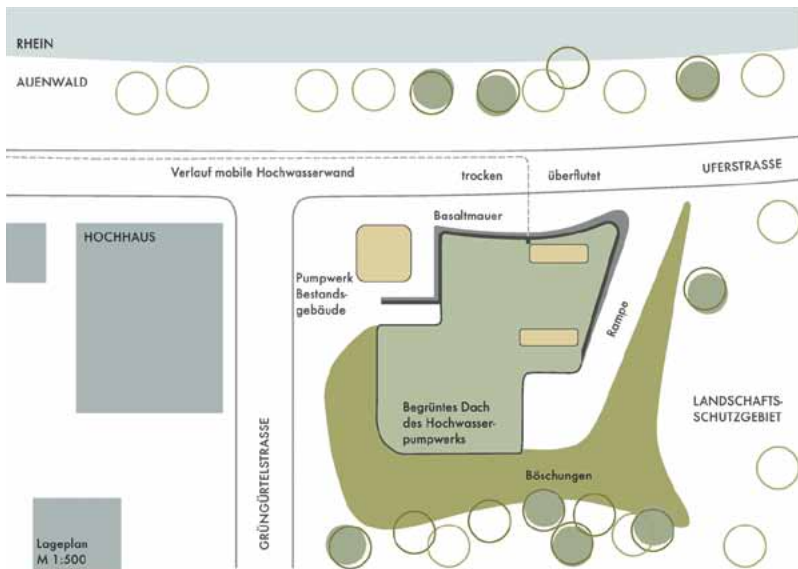 RHEIN
AUENWALD
Verlauf mobile Hochwasserwand
trocken
überflutet
UFERSTRASSE
Basaltmauer
HOCHHAUS
Pumpwerk
Bestands-
gebäude
Rampe
Begrüntes Dach
des Hochwasser-
pumpwerks
LANDSCHAFTS-
SCHUTZGEBIET
Böschungen
GRÜNGÜRTELSTRASSE
Lageplan
M 1:500